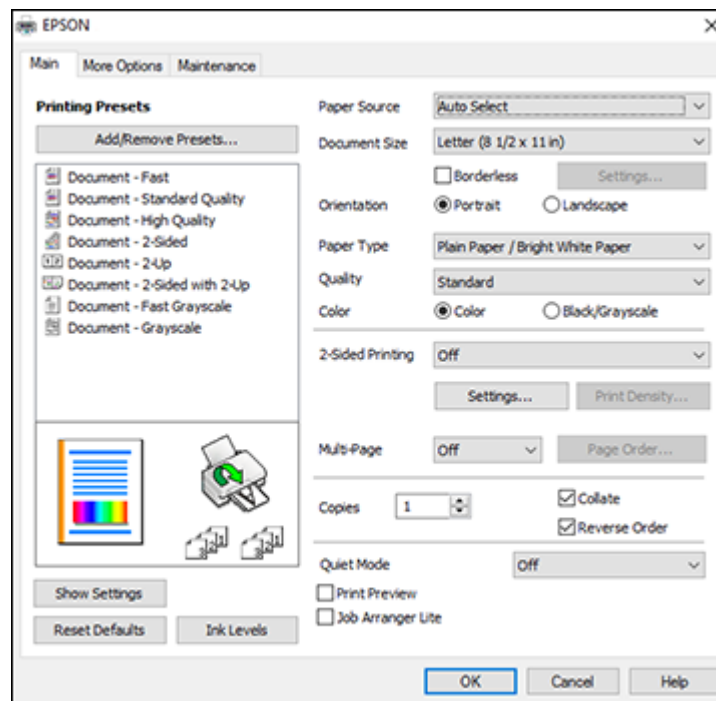 EPSON
Main
More Options
Maintenance
Printing Presets
Add/Remove Presets...
Document - Fast
Document - Standard Quality
Document - High Quality
Document - 2-Sided
Document - 2-Up
Document - 2-Sided with 2-Up
Document - Fast Grayscale
Document - Grayscale
Show Settings
Reset Defaults
Ink Levels
Paper Source
Auto Select
Document Size
Letter (8 1/2 x 11 in)
Borderless
Settings...
Orientation
Portrait
Landscape
Paper Type
Plain Paper / Bright White Paper
Quality
Standard
Color
Color
Black/Grayscale
2-Sided Printing
Off
Settings...
Print Density...
Multi-Page
Off
Page Order...
Copies
1
Collate
Reverse Order
Quiet Mode
Off
Print Preview
Job Arranger Lite
OK
Cancel
Help